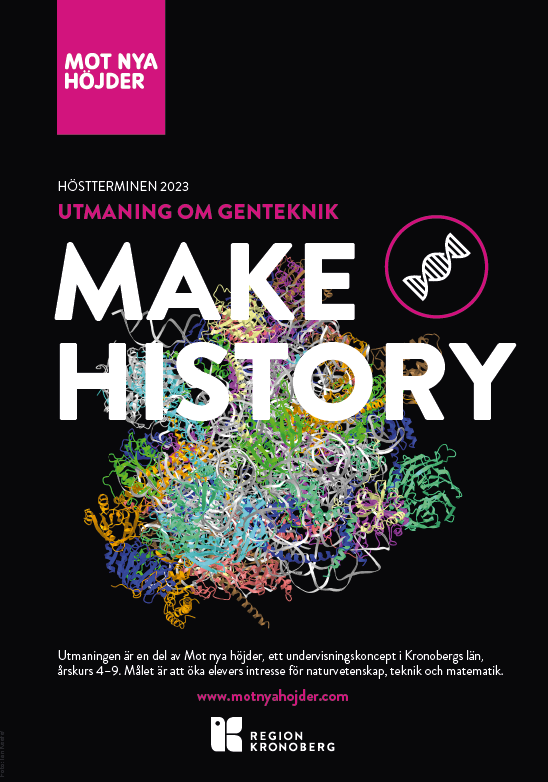 MOT NYA
HÖJDER
HÖSTTERMINEN 2023
UTMANING OM GENTEKNIK
MAKE
HISTORY
Utmaningen är en del av Mot nya höjder, ett undervisningskoncept i Kronobergs län,
årskurs 4–9. Målet är att öka elevers intresse för naturvetenskap, teknik och matematik.
www.motnyahojder.com
REGION
KRONOBERG